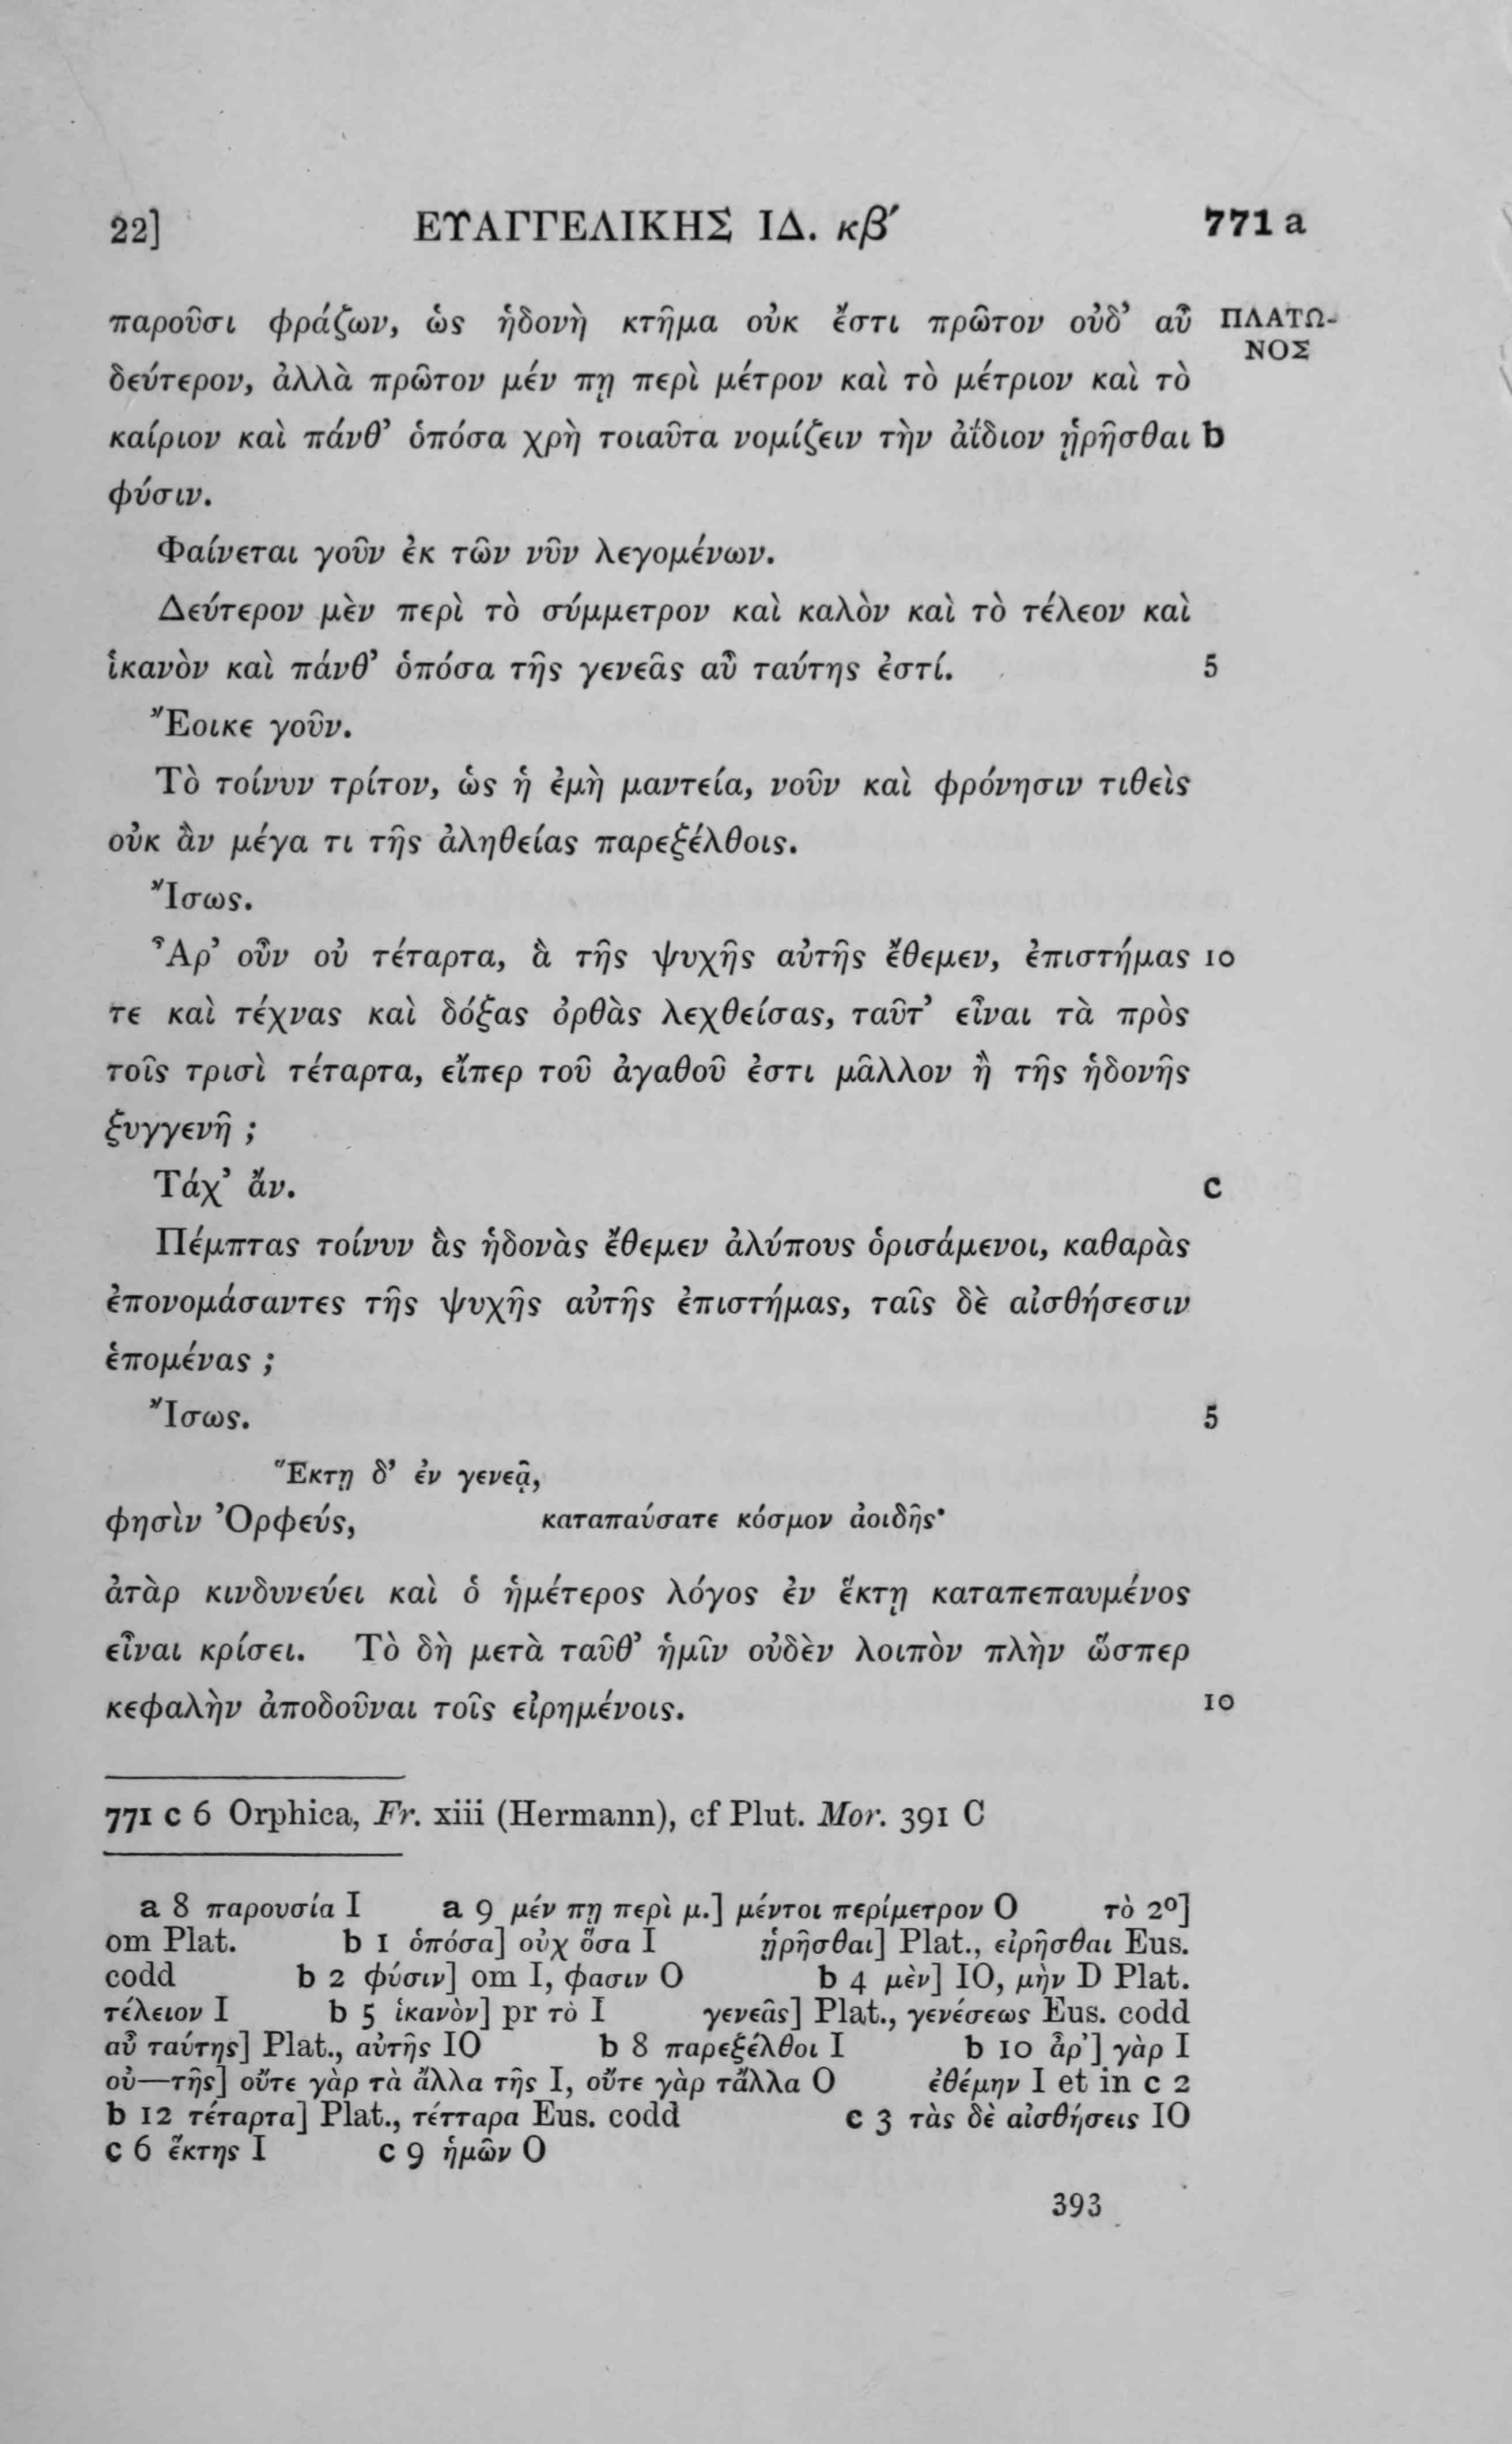 22] ΕΥΑΓΓΕΛΙΚΗΣ ΙΔ. κβ´ 771 a
παροῦσι φράζων, ὡς ἡδονὴ κτῆμα οὐκ ἔστι πρῶτον οὐδ’ αὖ ΠΛΑΤΩ-
ΝΟΣ
δεύτερον, ἀλλὰ πρῶτον μέν πῃ περὶ μέτρον καὶ τὸ μέτριον καὶ τὸ
καίριον καὶ πάνθ’ ὁπόσα χρὴ τοιαῦτα νομίζειν τὴν ἀΐδιον ᾑρῆσθαι b
φύσιν.
Φαίνεται γοῦν ἐκ τῶν νῦν λεγομένων.
Δεύτερον μὲν περὶ τὸ σύμμετρον καὶ καλὸν καὶ τὸ τέλεον καὶ
ἱκανὸν καὶ πάνθ’ ὁπόσα τῆς γενεᾶς αὖ ταύτης ἐστί. 5
Ἔοικε γοῦν.
Τὸ τοίνυν τρίτον, ὡς ἡ ἐμὴ μαντεία, νοῦν καὶ φρόνησιν τιθεὶς
οὐκ ἂν μέγα τι τῆς ἀληθείας παρεξέλθοις.
Ἴσως.
Ἆρ’ οὖν οὐ τέταρτα, ἃ τῆς ψυχῆς αὐτῆς ἔθεμεν, ἐπιστήμας 10
τε καὶ τέχνας καὶ δόξας ὀρθὰς λεχθείσας, ταῦτ’ εἶναι τὰ πρὸς
τοῖς τρισὶ τέταρτα, εἴπερ τοῦ ἀγαθοῦ ἐστι μᾶλλον ἢ τῆς ἡδονῆς
ξυγγενῆ ;
Τάχ’ ἄν. c
Πέμπτας τοίνυν ἃς ἡδονὰς ἔθεμεν ἀλύπους ὁρισάμενοι, καθαρὰς
ἐπονομάσαντες τῆς ψυχῆς αὐτῆς ἐπιστήμας, ταῖς δὲ αἰσθήσεσιν
ἑπομένας ;
Ἴσως. 5
Ἕκτῃ δ’ ἐν γενεᾷ,
φησὶν Ὀρφεύς, καταπαύσατε κόσμον ἀοιδῆς·
ἀτὰρ κινδυνεύει καὶ ὁ ἡμέτερος λόγος ἐν ἕκτῃ καταπεπαυμένος
εἶναι κρίσει. Τὸ δὴ μετὰ ταῦθ’ ἡμῖν οὐδὲν λοιπὸν πλὴν ὥσπερ
κεφαλὴν ἀποδοῦναι τοῖς εἰρημένοις. 10
771 c 6 Orphica, Fr. xiii (Hermann), cf Plut. Mor. 391 C
a 8 παρουσία I a 9 μέν πῃ περὶ μ.] μέντοι περίμετρον O τὸ 2º]
om Plat. b 1 ὁπόσα] οὐχ ὅσα I ᾑρῆσθαι] Plat., εἰρῆσθαι Eus.
codd b 2 φύσιν] om I, φασιν O b 4 μὲν] IO, μὴν D Plat.
τέλειον I b 5 ἱκανὸν] pr τὸ I γενεᾶς] Plat., γενέσεως Eus. codd
αὖ ταύτης] Plat., αὐτῆς IO b 8 παρεξέλθοι I b 10 ἆρ’] γὰρ I
οὐ—τῆς] οὔτε γὰρ τὰ ἄλλα τῆς I, οὔτε γὰρ τἄλλα O ἐθέμην I et in c 2
b 12 τέταρτα] Plat., τέτταρα Eus. codd c 3 τὰς δὲ αἰσθήσεις IO
c 6 ἕκτης I c 9 ἡμῶν O
393